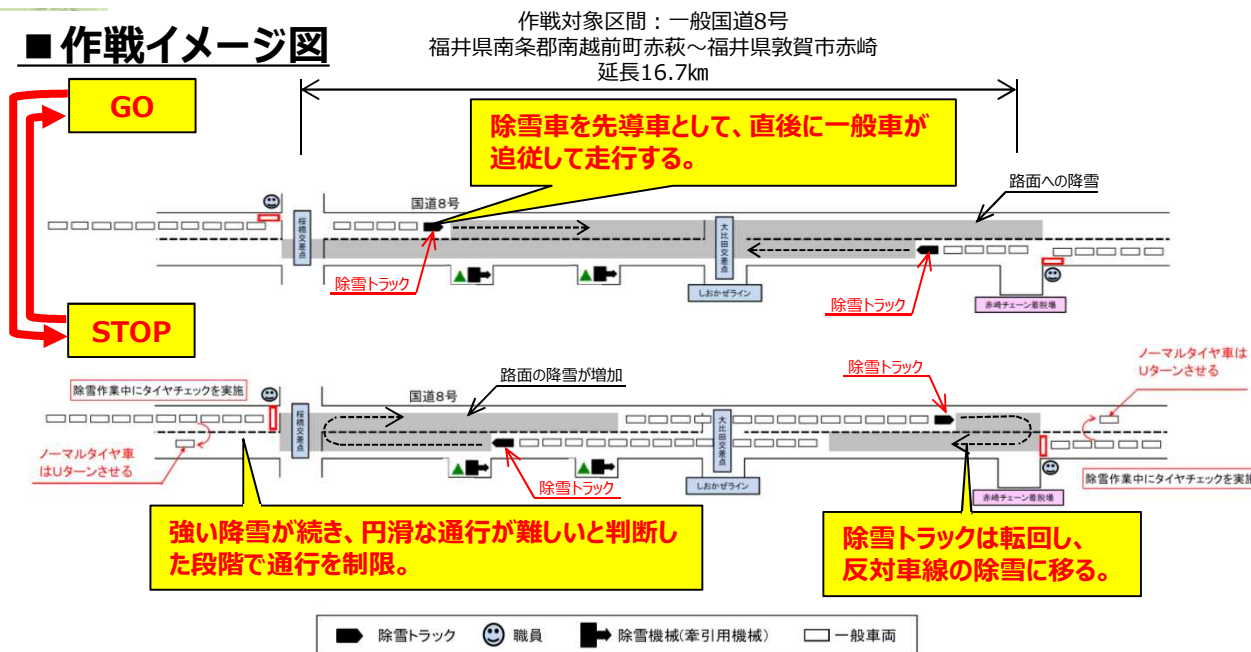 ■作戦イメージ図
作戦対象区間：一般国道8号
福井県南条郡南越前町赤萩～福井県敦賀市赤崎
延長16.7㎞
GO
除雪車を先導車として、直後に一般車が
追従して走行する。
路面への降雪
国道8号
桜橋交差点
大比田交差点
除雪トラック
しおかぜライン
除雪トラック
赤崎チェーン着脱場
STOP
除雪作業中にタイヤチェックを実施
路面の降雪が増加
国道8号
除雪トラック
ノーマルタイヤ車は
Uターンさせる
桜橋交差点
大比田交差点
ノーマルタイヤ車
はUターンさせる
除雪トラック
しおかぜライン
赤崎チェーン着脱場
除雪作業中にタイヤチェックを実施
強い降雪が続き、円滑な通行が難しいと判断し
た段階で通行を制限。
除雪トラックは転回し、
反対車線の除雪に移る。
除雪トラック
職員
除雪機械(牽引用機械)
一般車両